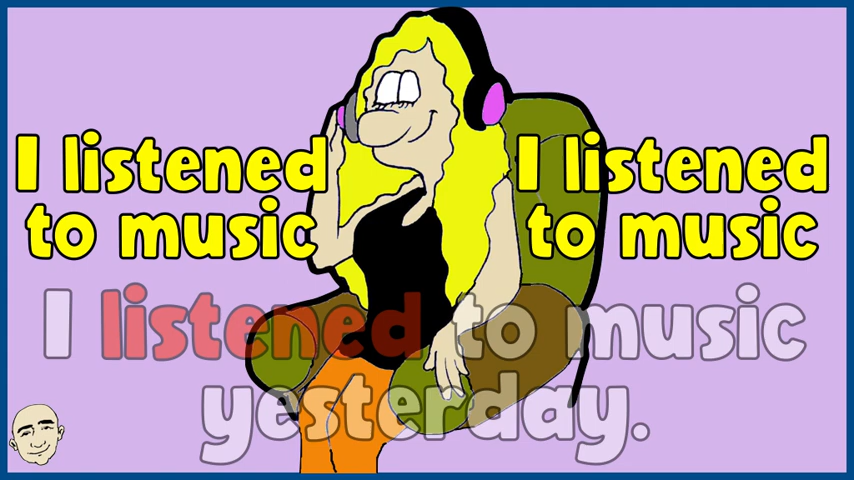 I listened
to music
I listened
to music
I listened to music
yesterday.